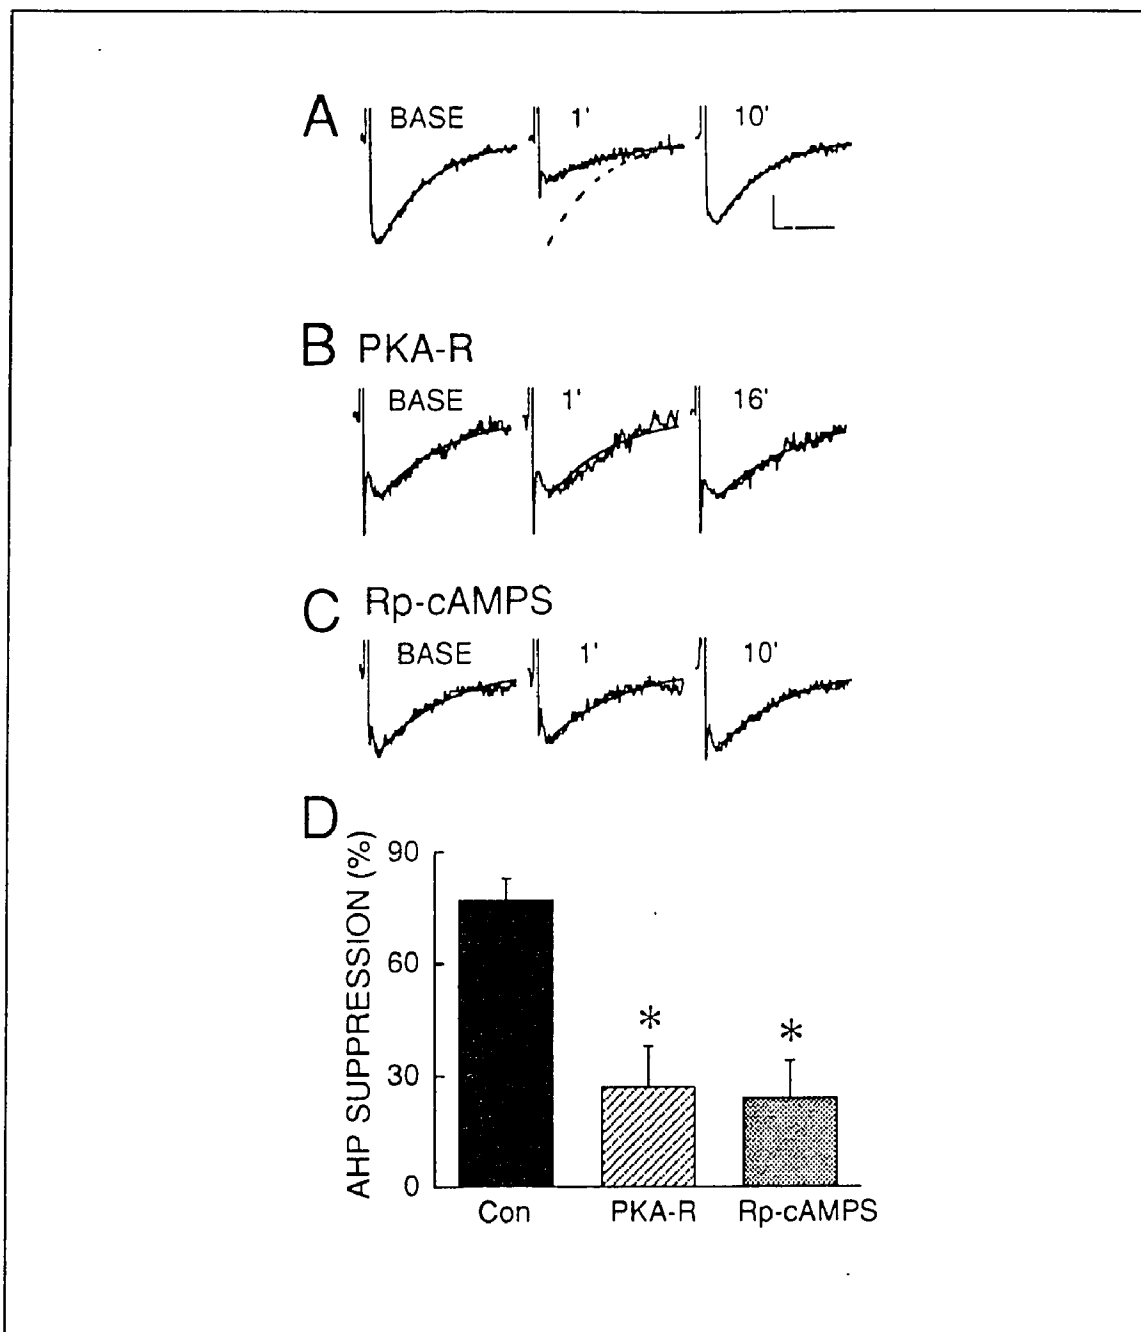 A
BASE 1' 10'
B PKA-R
BASE 1' 16'
C Rp-cAMPS
BASE 1' 10'
D
AHP SUPPRESSION (%)
90
60
30
0
* *
Con PKA-R Rp-cAMPS